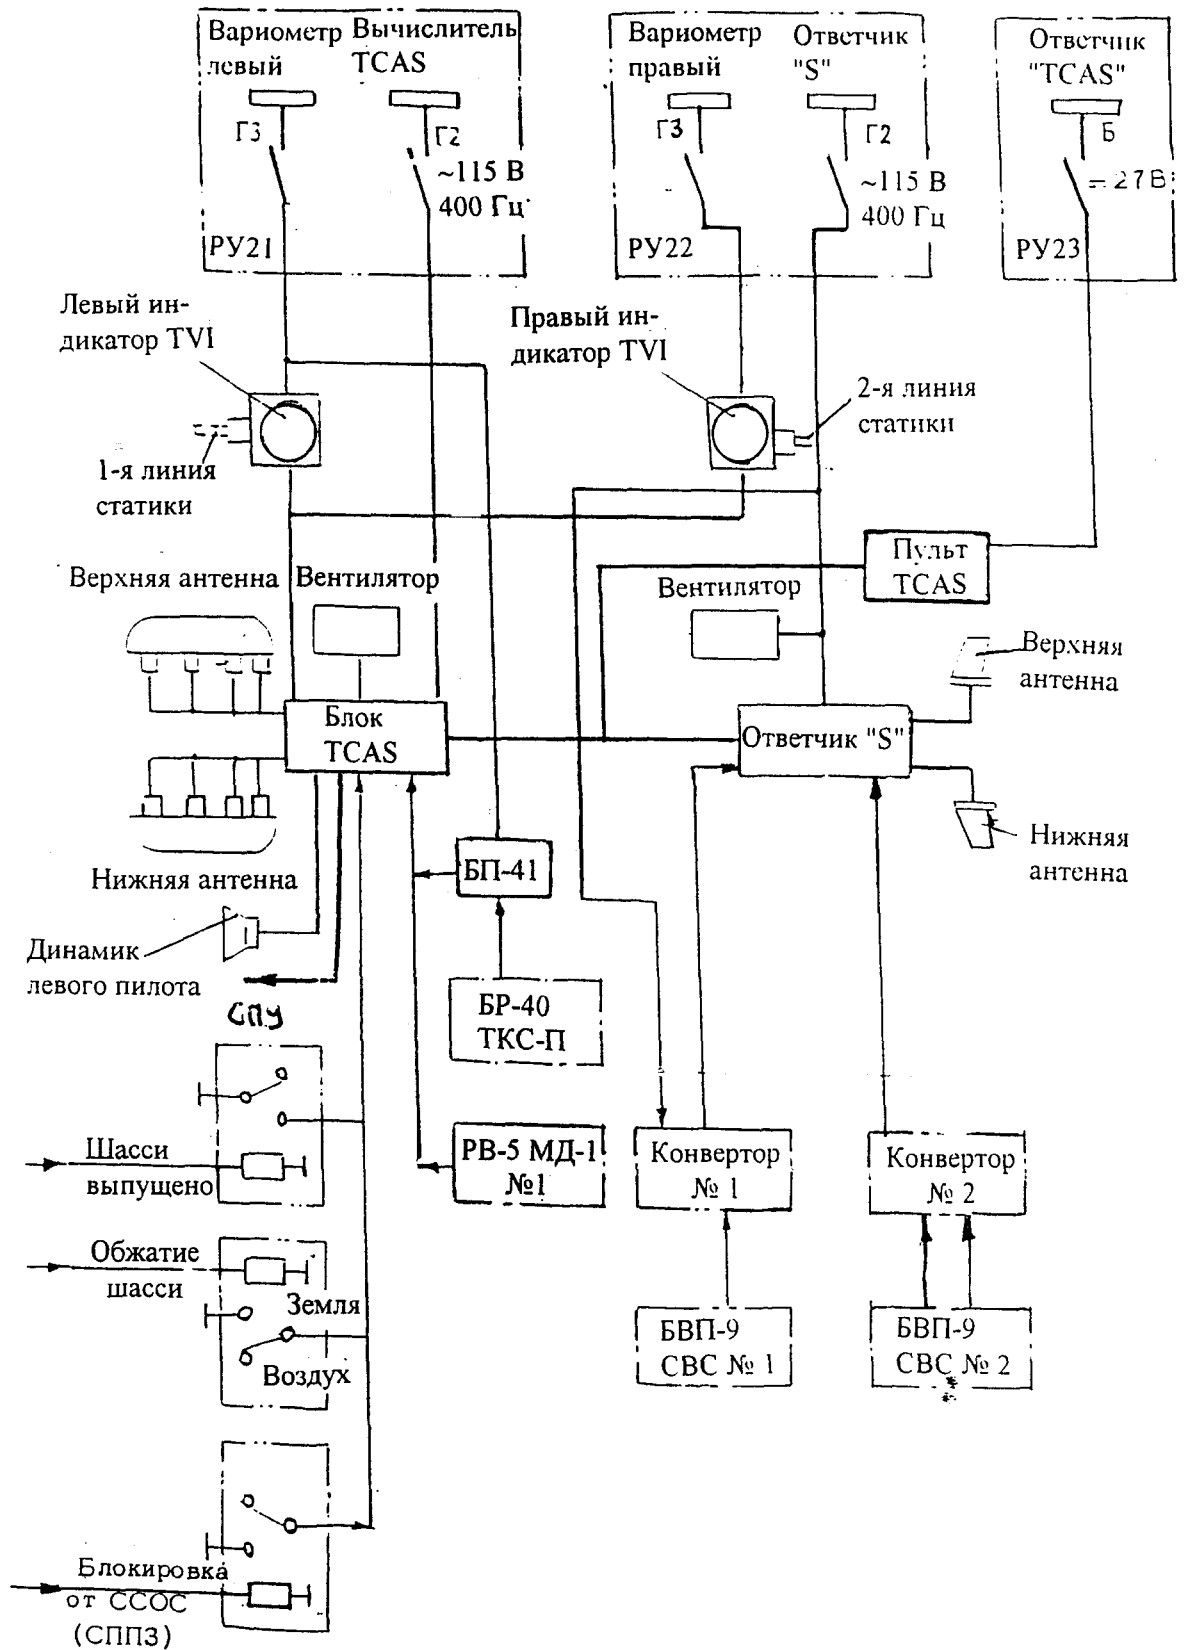 Вариометр
левый
Вычислитель
TCAS
Г3
Г2
~115 В
400 Гц
РУ21
Вариометр
правый
Ответчик
"S"
Г3
Г2
~115 В
400 Гц
РУ22
Ответчик
"TCAS"
Б
= 27В
РУ23
Левый ин-
дикатор TVI
Правый ин-
дикатор TVI
1-я линия
статики
2-я линия
статики
Пульт
TCAS
Верхняя антенна
Вентилятор
Вентилятор
Верхняя
антенна
Блок
TCAS
Ответчик "S"
Нижняя антенна
БП-41
Нижняя
антенна
Динамик
левого пилота
СПУ
БР-40
ТКС-П
Шасси
выпущено
РВ-5 МД-1
№1
Конвертор
№ 1
Конвертор
№ 2
Обжатие
шасси
Земля
Воздух
БВП-9
СВС № 1
БВП-9
СВС № 2
Блокировка
от ССОС
(СППЗ)